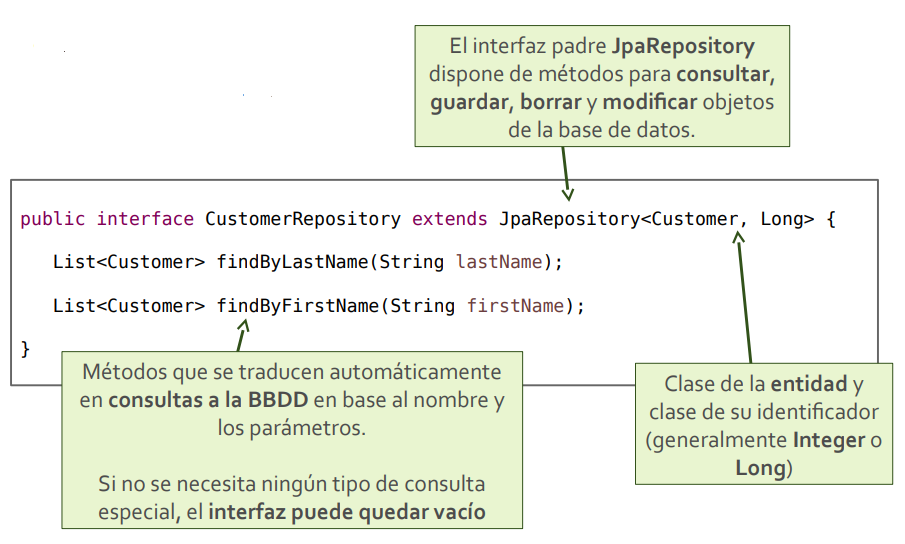 El interfaz padre JpaRepository
dispone de métodos para consultar,
guardar, borrar y modificar objetos
de la base de datos.
public interface CustomerRepository extends JpaRepository<Customer, Long> {
List<Customer> findByLastName(String lastName);
List<Customer> findByFirstName(String firstName);
}
Métodos que se traducen automáticamente
en consultas a la BBDD en base al nombre y
los parámetros.
Si no se necesita ningún tipo de consulta
especial, el interfaz puede quedar vacío
Clase de la entidad y
clase de su identificador
(generalmente Integer o
Long)